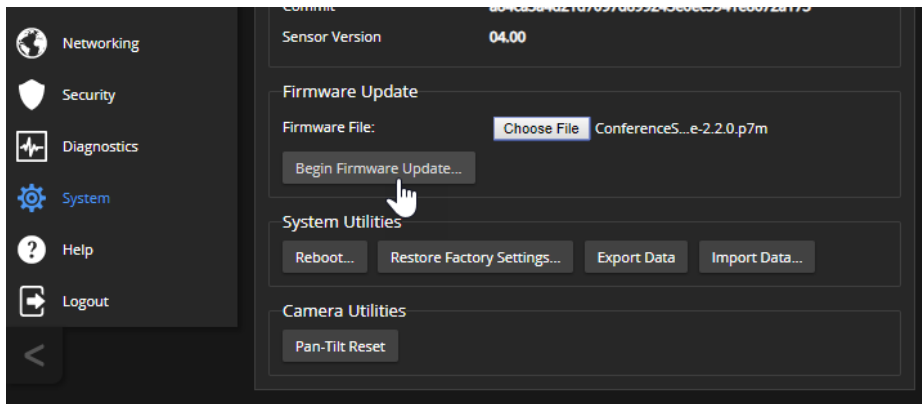 Commit
Networking
Sensor Version 04.00
Security
Firmware Update
Firmware File: Choose File ConferenceS...e-2.2.0.p7m
Diagnostics
Begin Firmware Update...
System
System Utilities
? Help
Reboot... Restore Factory Settings... Export Data Import Data...
Logout
Camera Utilities
Pan-Tilt Reset
<